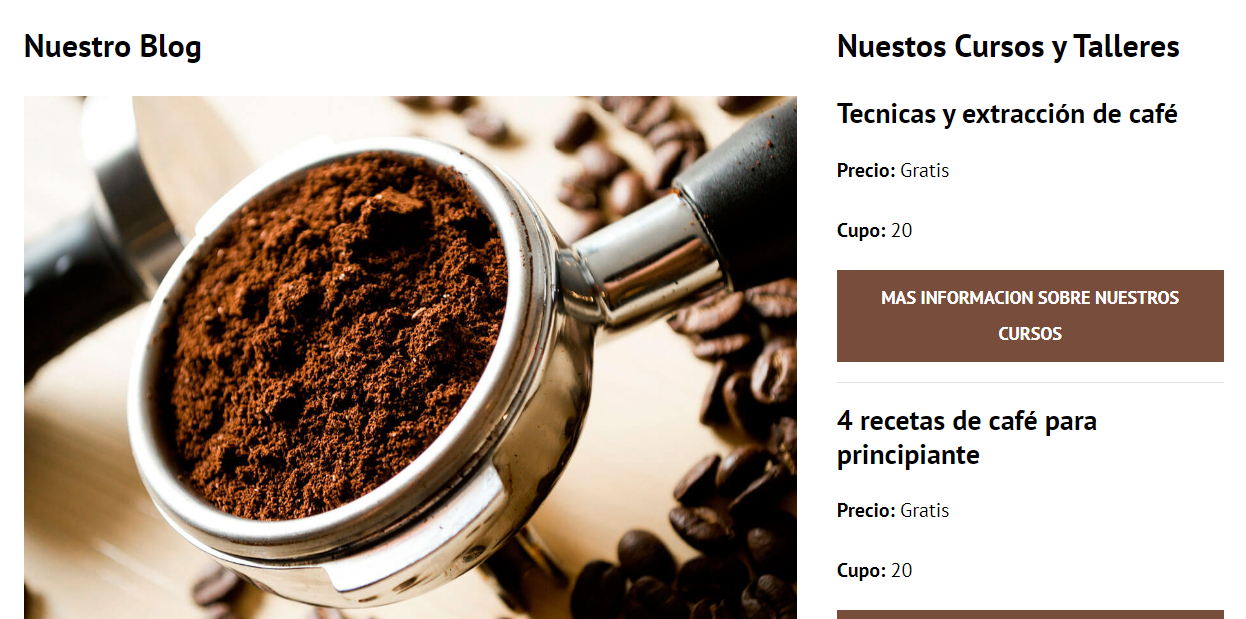 Nuestro Blog
Nuestos Cursos y Talleres
Tecnicas y extracción de café
Precio: Gratis
Cupo: 20
MAS INFORMACION SOBRE NUESTROS
CURSOS
4 recetas de café para
principiante
Precio: Gratis
Cupo: 20